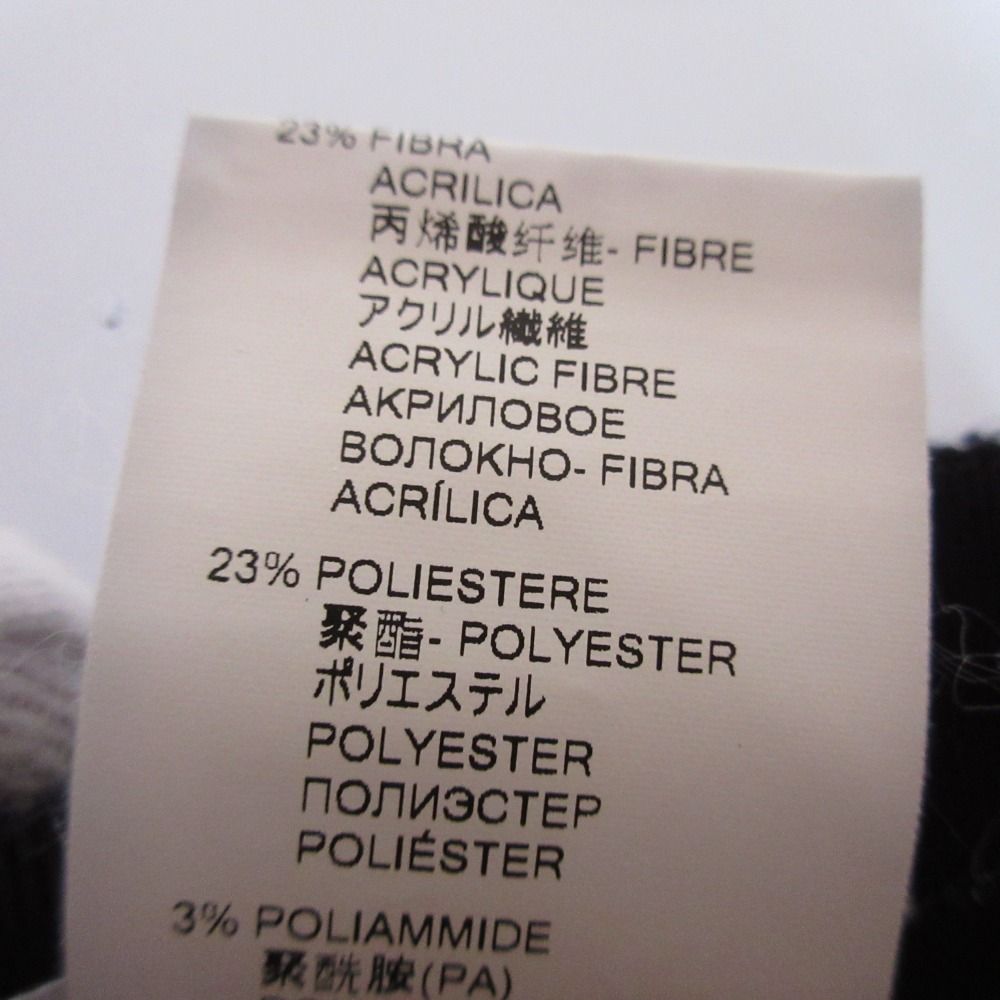 23% FIBRA
ACRILICA
丙烯酸纤维- FIBRE
ACRYLIQUE
アクリル繊維
ACRYLIC FIBRE
АКРИЛОВОЕ
ВОЛОКНО- FIBRA
ACRÍLICA
23% POLIESTERE
聚酯- POLYESTER
ポリエステル
POLYESTER
ПОЛИЭСТЕР
POLIÉSTER
3% POLIAMMIDE
聚酰胺(PA)